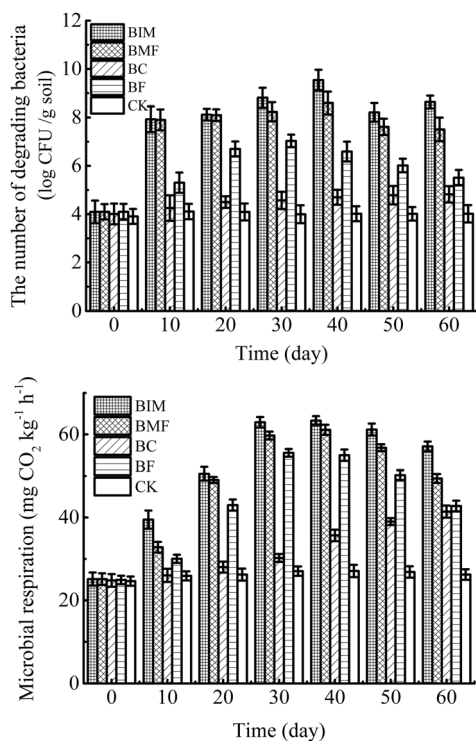 The number of degrading bacteria
(log CFU /g soil)
12
10
8
6
4
2
0
BIM
BMF
BC
BF
CK
0 10 20 30 40 50 60
Time (day)
Microbial respiration (mg CO₂ kg⁻¹ h⁻¹)
60
40
20
0
BIM
BMF
BC
BF
CK
0 10 20 30 40 50 60
Time (day)